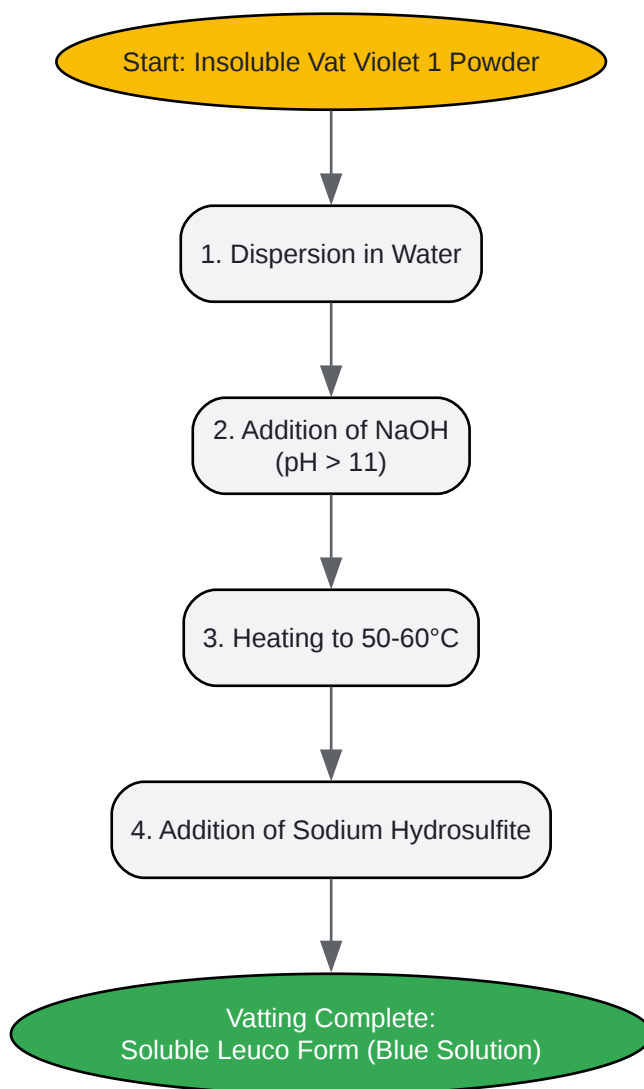 Start: Insoluble Vat Violet 1 Powder
1. Dispersion in Water
2. Addition of NaOH
(pH > 11)
3. Heating to 50-60°C
4. Addition of Sodium Hydrosulfite
Vatting Complete:
Soluble Leuco Form (Blue Solution)